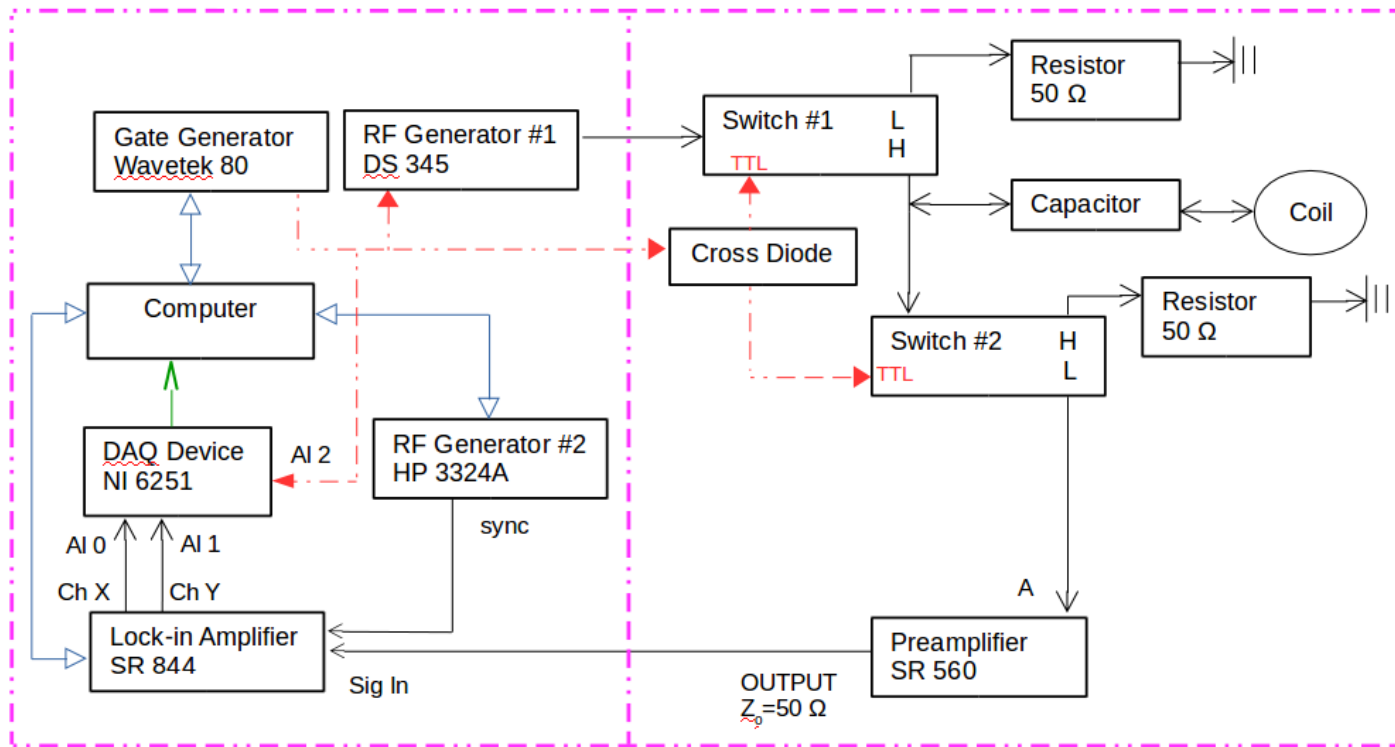 Gate Generator
Wavetek 80
RF Generator #1
DS 345
Switch #1
L
H
TTL
Resistor
50 Ω
Capacitor
Coil
Cross Diode
Computer
Switch #2
H
L
TTL
Resistor
50 Ω
DAQ Device
NI 6251
AI 2
RF Generator #2
HP 3324A
sync
AI 0
AI 1
Ch X
Ch Y
Lock-in Amplifier
SR 844
Sig In
A
Preamplifier
SR 560
OUTPUT
Zo=50 Ω